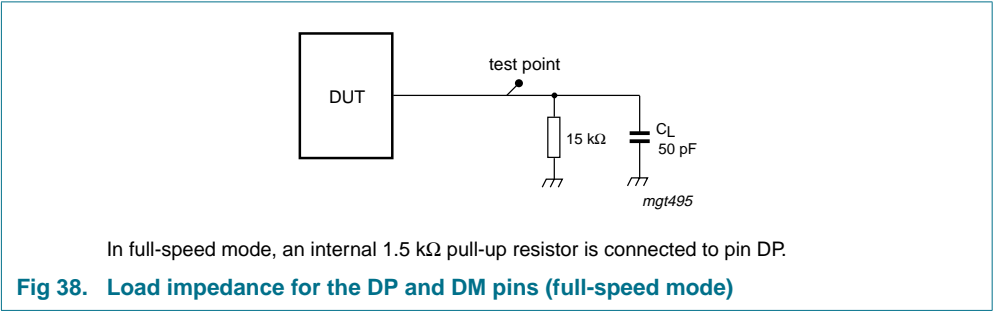 test point
DUT
15 kΩ
CL
50 pF
mgt495
In full-speed mode, an internal 1.5 kΩ pull-up resistor is connected to pin DP.
Fig 38. Load impedance for the DP and DM pins (full-speed mode)